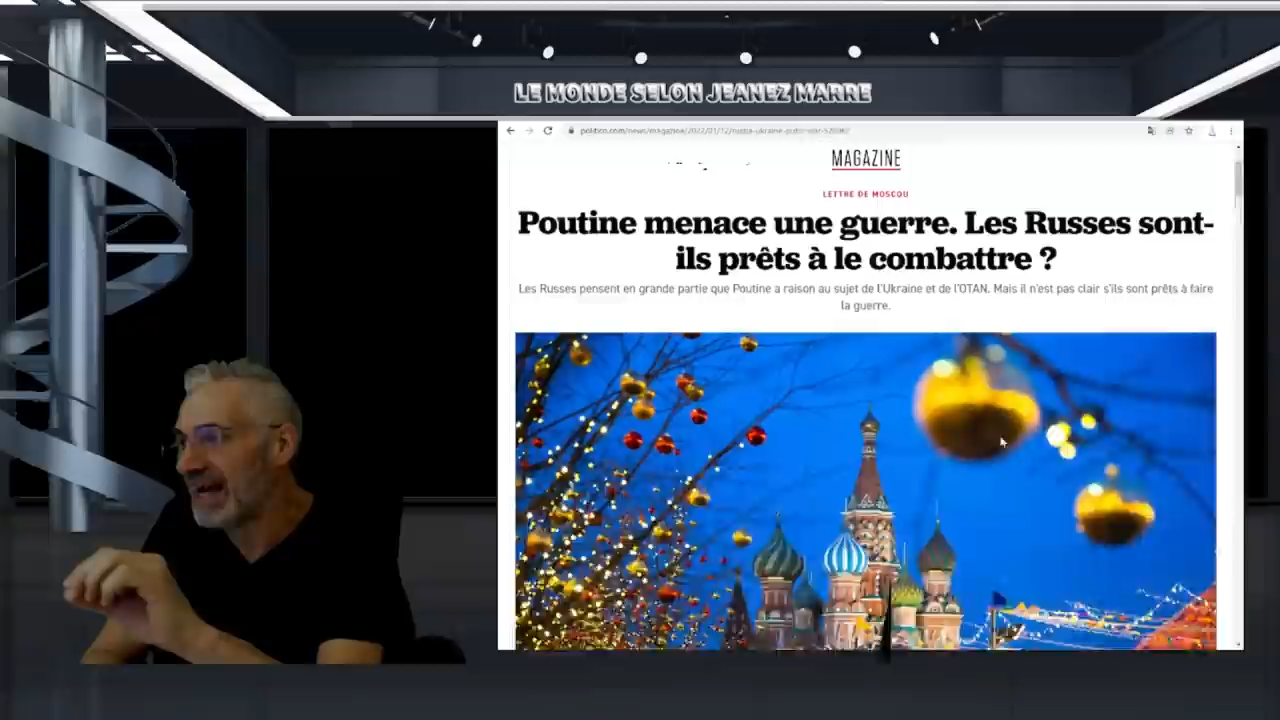 LE MONDE SELON JEANEZ MARRE
MAGAZINE
LETTRE DE MOSCOU
Poutine menace une guerre. Les Russes sont-
ils prêts à le combattre ?
Les Russes pensent en grande partie que Poutine a raison au sujet de l'Ukraine et de l'OTAN. Mais il n'est pas clair s'ils sont prêts à faire
la guerre.